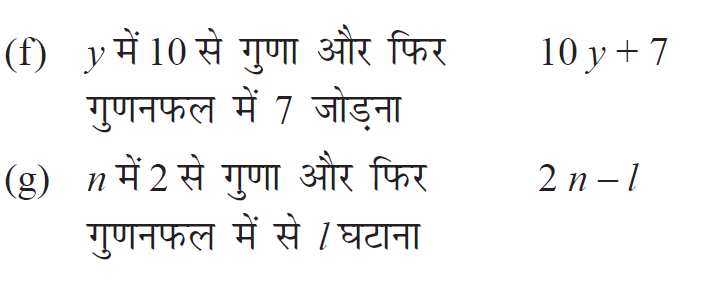 (f) y में 10 से गुणा और फिर 10 y + 7
गुणनफल में 7 जोड़ना
(g) n में 2 से गुणा और फिर 2 n – l
गुणनफल में से l घटाना